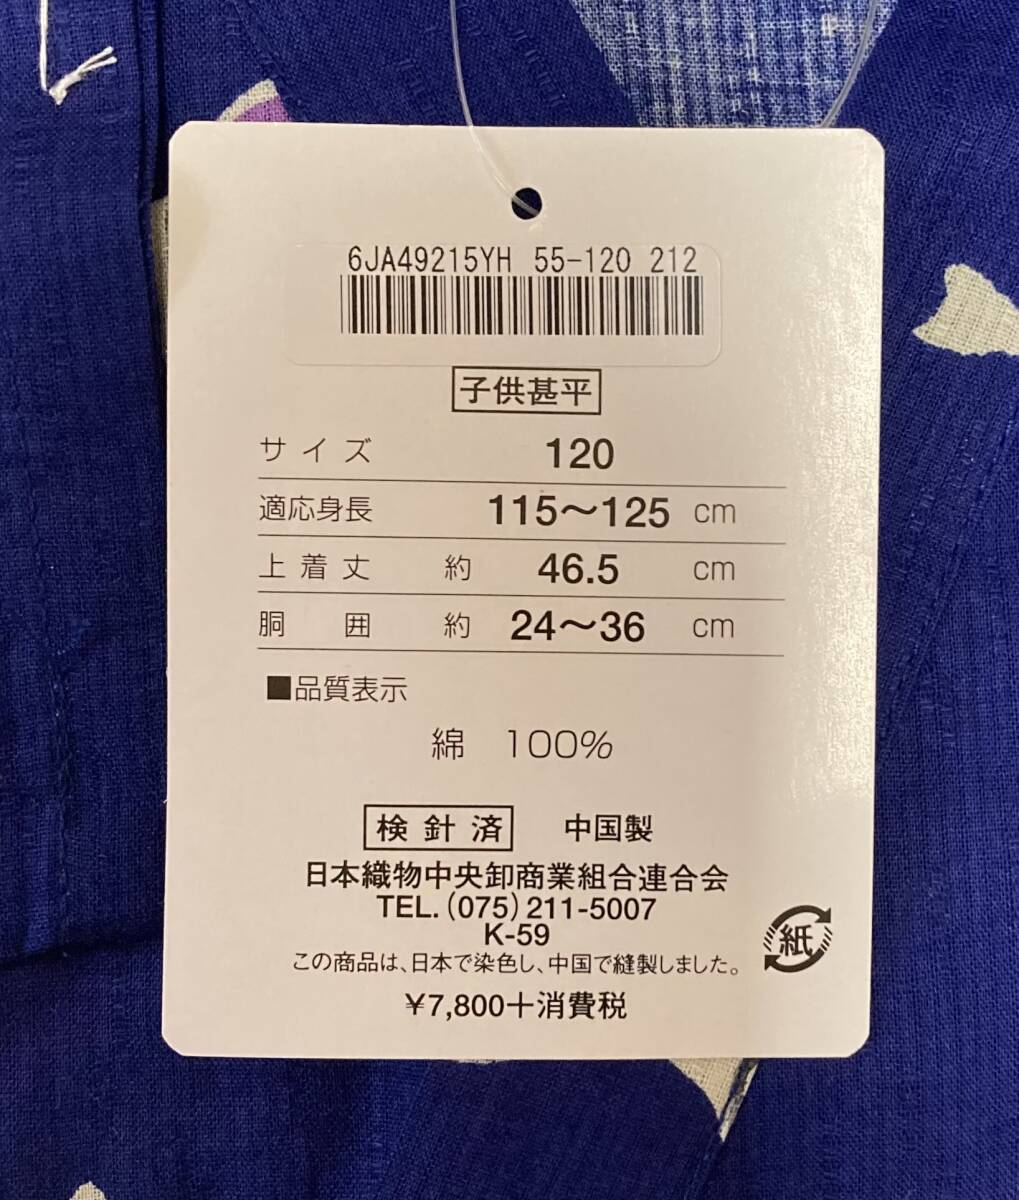 6JA49215YH 55-120 212
子供甚平
サイズ 120
適応身長 115～125 cm
上着丈 約 46.5 cm
胴囲 約 24～36 cm
■品質表示
綿 100%
検針済 中国製
日本織物中央卸商業組合連合会
TEL.(075)211-5007
K-59
この商品は、日本で染色し、中国で縫製しました。
紙
¥7,800+消費税